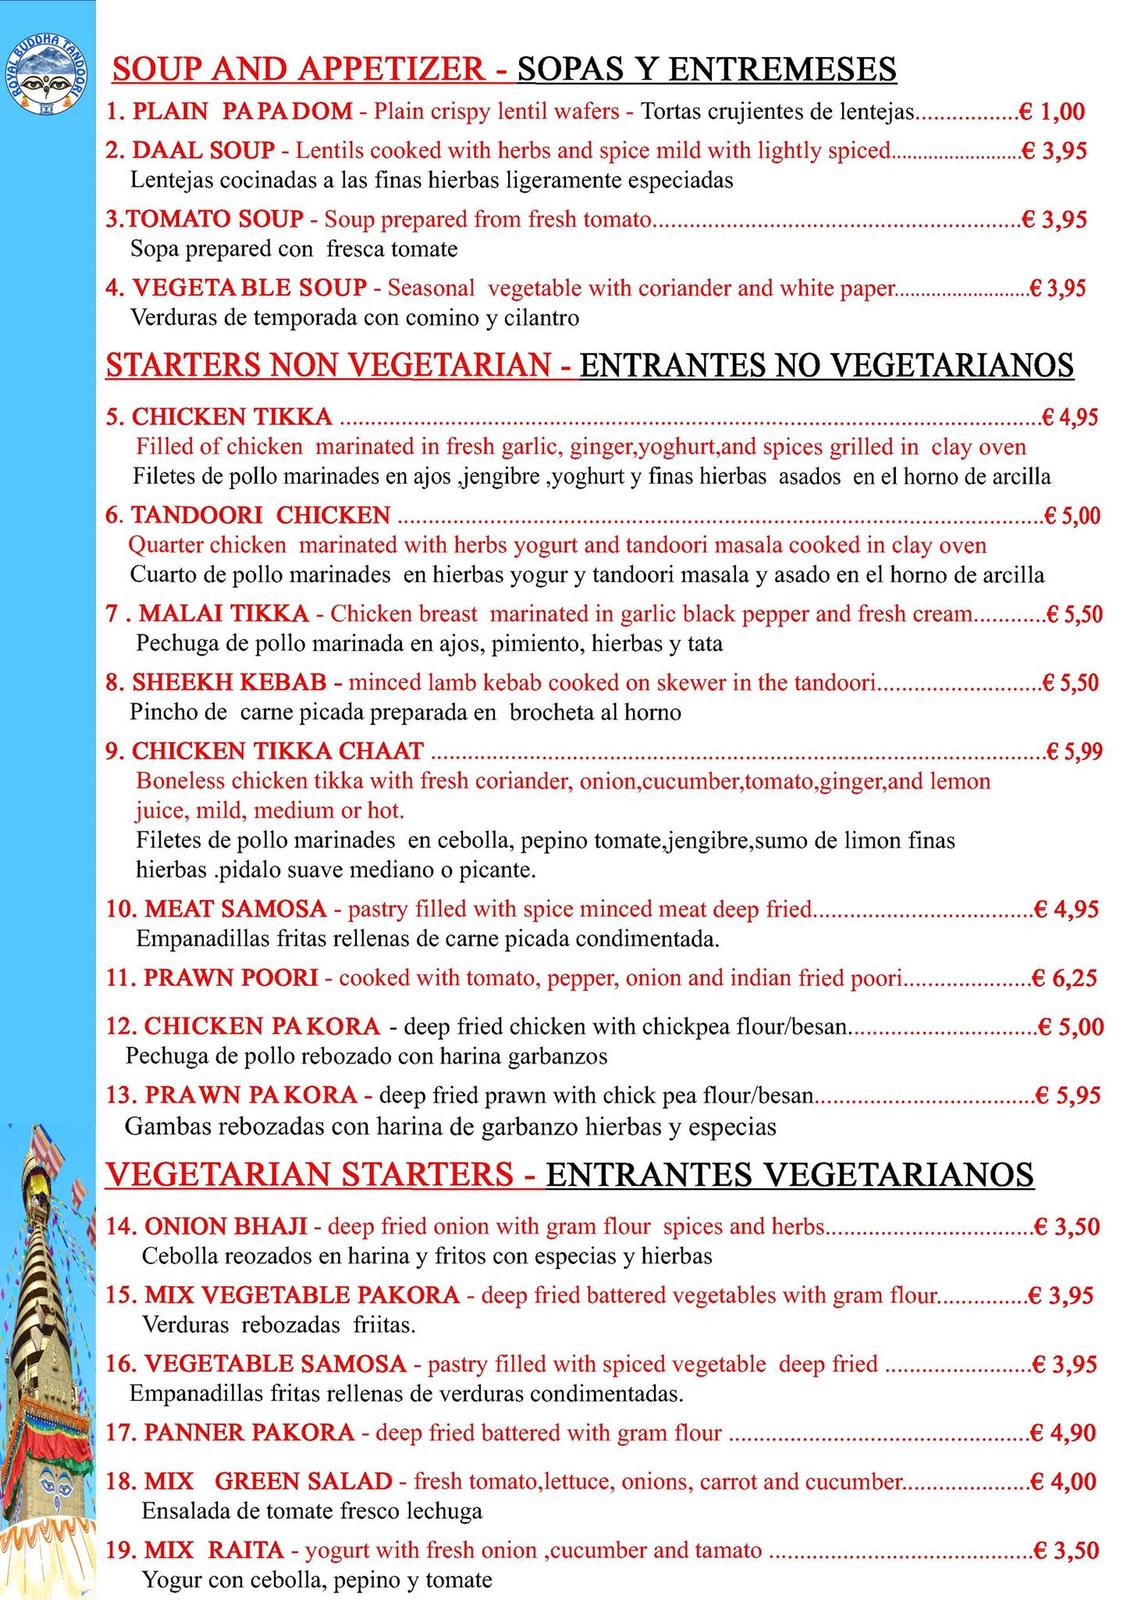 ROYAL BUDDHA TANDOORI
SOUP AND APPETIZER - SOPAS Y ENTREMESES
1. PLAIN PAPADOM - Plain crispy lentil wafers - Tortas crujientes de lentejas.................€ 1,00
2. DAAL SOUP - Lentils cooked with herbs and spice mild with lightly spiced..........................€ 3,95
Lentejas cocinadas a las finas hierbas ligeramente especiadas
3.TOMATO SOUP - Soup prepared from fresh tomato.............................................................€ 3,95
Sopa prepared con fresca tomate
4. VEGETABLE SOUP - Seasonal vegetable with coriander and white paper...........................€ 3,95
Verduras de temporada con comino y cilantro
STARTERS NON VEGETARIAN - ENTRANTES NO VEGETARIANOS
5. CHICKEN TIKKA .....................................................................................................................€ 4,95
Filled of chicken marinated in fresh garlic, ginger,yoghurt,and spices grilled in clay oven
Filetes de pollo marinades en ajos ,jengibre ,yoghurt y finas hierbas asados en el horno de arcilla
6. TANDOORI CHICKEN ...........................................................................................................€ 5,00
Quarter chicken marinated with herbs yogurt and tandoori masala cooked in clay oven
Cuarto de pollo marinades en hierbas yogur y tandoori masala y asado en el horno de arcilla
7 . MALAI TIKKA - Chicken breast marinated in garlic black pepper and fresh cream............€ 5,50
Pechuga de pollo marinada en ajos, pimiento, hierbas y tata
8. SHEEKH KEBAB - minced lamb kebab cooked on skewer in the tandoori...........................€ 5,50
Pincho de carne picada preparada en brocheta al horno
9. CHICKEN TIKKA CHAAT ......................................................................................................€ 5,99
Boneless chicken tikka with fresh coriander, onion,cucumber,tomato,ginger,and lemon
juice, mild, medium or hot.
Filetes de pollo marinades en cebolla, pepino tomate,jengibre,sumo de limon finas
hierbas .pidalo suave mediano o picante.
10. MEAT SAMOSA - pastry filled with spice minced meat deep fried.....................................€ 4,95
Empanadillas fritas rellenas de carne picada condimentada.
11. PRAWN POORI - cooked with tomato, pepper, onion and indian fried poori.....................€ 6,25
12. CHICKEN PAKORA - deep fried chicken with chickpea flour/besan................................€ 5,00
Pechuga de pollo rebozado con harina garbanzos
13. PRAWN PAKORA - deep fried prawn with chick pea flour/besan.....................................€ 5,95
Gambas rebozadas con harina de garbanzo hierbas y especias
VEGETARIAN STARTERS - ENTRANTES VEGETARIANOS
14. ONION BHAJI - deep fried onion with gram flour spices and herbs...................................€ 3,50
Cebolla reozados en harina y fritos con especias y hierbas
15. MIX VEGETABLE PAKORA - deep fried battered vegetables with gram flour...............€ 3,95
Verduras rebozadas friitas.
16. VEGETABLE SAMOSA - pastry filled with spiced vegetable deep fried ........................€ 3,95
Empanadillas fritas rellenas de verduras condimentadas.
17. PANNER PAKORA - deep fried battered with gram flour ..................................................€ 4,90
18. MIX GREEN SALAD - fresh tomato,lettuce, onions, carrot and cucumber.....................€ 4,00
Ensalada de tomate fresco lechuga
19. MIX RAITA - yogurt with fresh onion ,cucumber and tamato ............................................€ 3,50
Yogur con cebolla, pepino y tomate